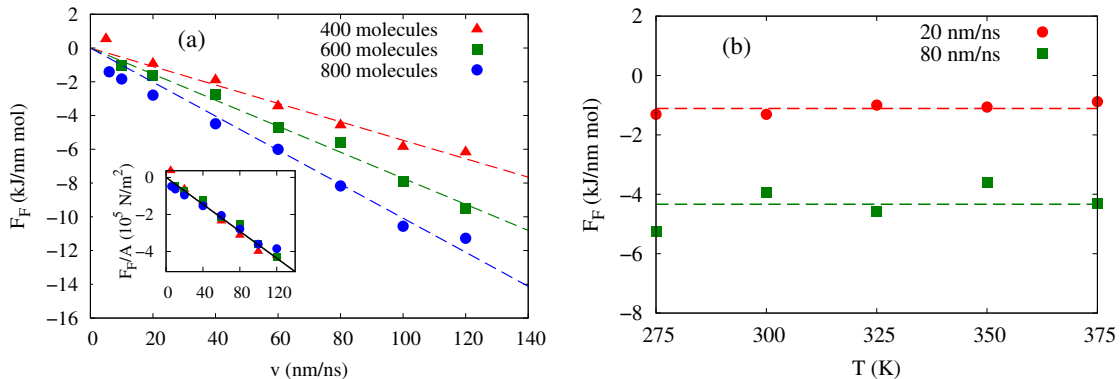 (a)
400 molecules
600 molecules
800 molecules
2
0
−2
−4
−6
−8
−10
−12
−14
−16
F_F (kJ/nm mol)
0 20 40 60 80 100 120 140
v (nm/ns)
0
−2
−4
F_F/A (10^5 N/m^2)
0 40 80 120
(b)
20 nm/ns
80 nm/ns
2
0
−2
−4
−6
−8
F_F (kJ/nm mol)
275 300 325 350 375
T (K)